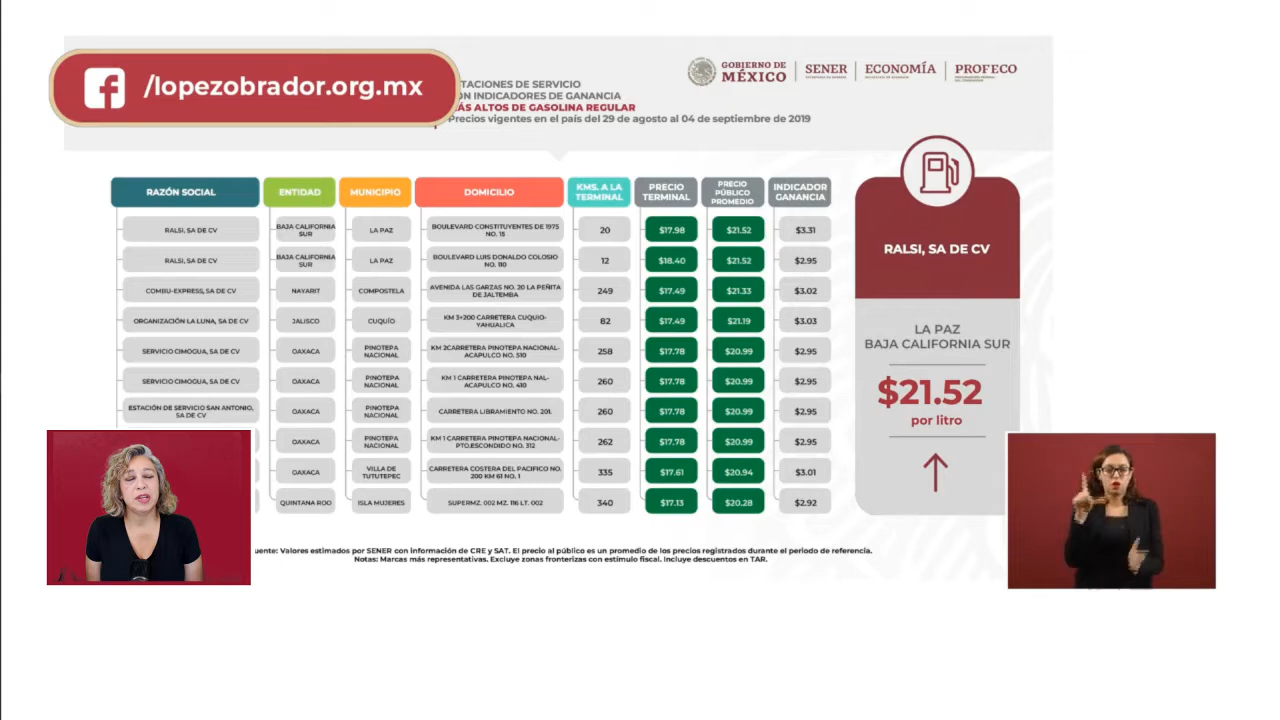 /lopezobrador.org.mx
GOBIERNO DE
MÉXICO
SENER
ECONOMÍA
PROFECO
TACIONES DE SERVICIO
ON INDICADORES DE GANANCIA
ÁS ALTOS DE GASOLINA REGULAR
Precios vigentes en el país del 29 de agosto al 04 de septiembre de 2019
RAZÓN SOCIAL
ENTIDAD
MUNICIPIO
DOMICILIO
KMS. A LA
TERMINAL
PRECIO
TERMINAL
PRECIO
PÚBLICO
PROMEDIO
INDICADOR
GANANCIA
RALSI, SA DE CV
BAJA CALIFORNIA
SUR
LA PAZ
BOULEVARD CONSTITUYENTES DE 1975
NO. 15
20
$17.98
$21.52
$3.31
RALSI, SA DE CV
BAJA CALIFORNIA
SUR
LA PAZ
BOULEVARD LUIS DONALDO COLOSIO
NO. 110
12
$18.40
$21.52
$2.95
COMBU-EXPRESS, SA DE CV
NAYARIT
COMPOSTELA
AVENIDA LAS GARZAS NO. 20 LA PEÑITA
DE JALTEMBA
249
$17.49
$21.33
$3.02
ORGANIZACIÓN LA LUNA, SA DE CV
JALISCO
CUQUÍO
KM 3+200 CARRETERA CUQUIO-
YAHUALICA
82
$17.49
$21.19
$3.03
SERVICIO CIMOGUA, SA DE CV
OAXACA
PINOTEPA
NACIONAL
KM 2CARRETERA PINOTEPA NACIONAL-
ACAPULCO NO. 510
258
$17.78
$20.99
$2.95
SERVICIO CIMOGUA, SA DE CV
OAXACA
PINOTEPA
NACIONAL
KM 1 CARRETERA PINOTEPA NAL-
ACAPULCO NO. 410
260
$17.78
$20.99
$2.95
ESTACIÓN DE SERVICIO SAN ANTONIO,
SA DE CV
OAXACA
PINOTEPA
NACIONAL
CARRETERA LIBRAMIENTO NO. 201.
260
$17.78
$20.99
$2.95
OAXACA
PINOTEPA
NACIONAL
KM 1 CARRETERA PINOTEPA NACIONAL-
PTO.ESCONDIDO NO. 312
262
$17.78
$20.99
$2.95
OAXACA
VILLA DE
TUTUTEPEC
CARRETERA COSTERA DEL PACIFICO NO.
200 KM 61 NO. 1
335
$17.61
$20.94
$3.01
QUINTANA ROO
ISLA MUJERES
SUPERMZ. 002 MZ. 116 LT. 002
340
$17.13
$20.28
$2.92
RALSI, SA DE CV
LA PAZ
BAJA CALIFORNIA SUR
$21.52
por litro
uente: Valores estimados por SENER con información de CRE y SAT. El precio al público es un promedio de los precios registrados durante el periodo de referencia.
Notas: Marcas más representativas. Excluye zonas fronterizas con estímulo fiscal. Incluye descuentos en TAR.